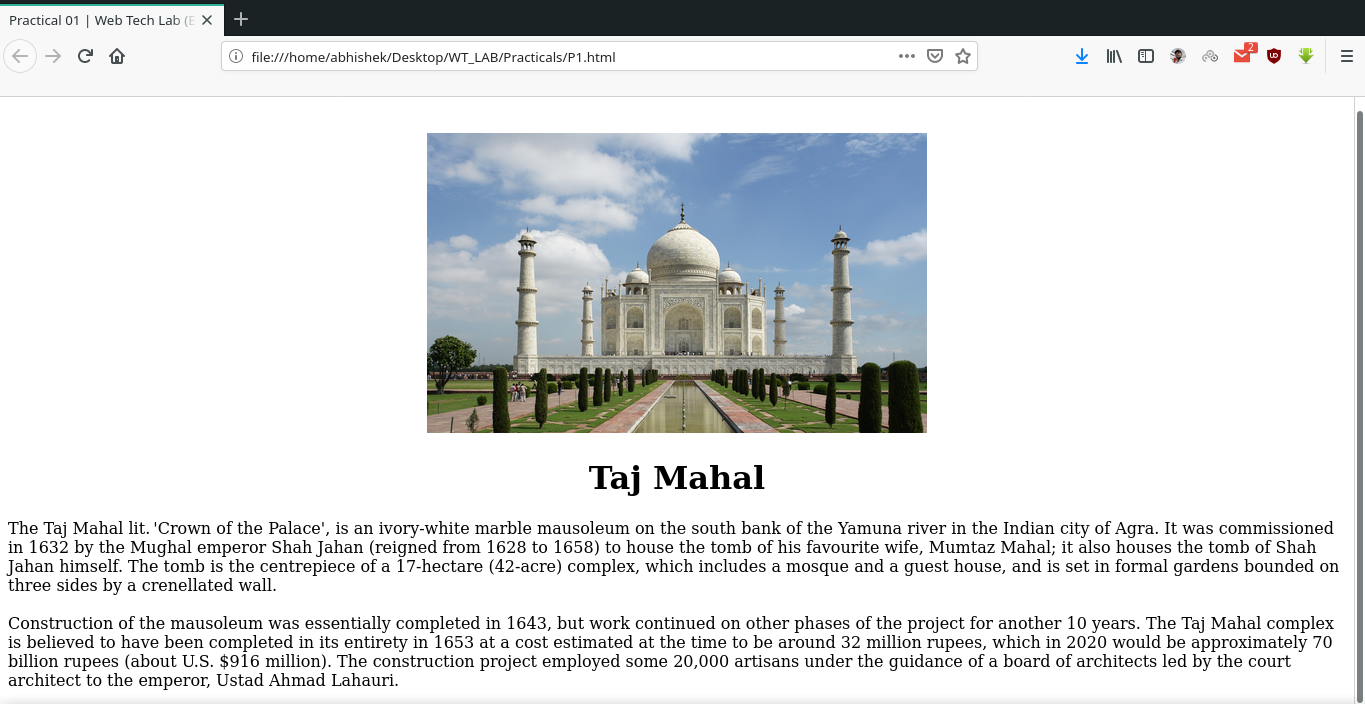 Practical 01 | Web Tech Lab (E
file:///home/abhishek/Desktop/WT_LAB/Practicals/P1.html
2
Taj Mahal
The Taj Mahal lit. 'Crown of the Palace', is an ivory-white marble mausoleum on the south bank of the Yamuna river in the Indian city of Agra. It was commissioned
in 1632 by the Mughal emperor Shah Jahan (reigned from 1628 to 1658) to house the tomb of his favourite wife, Mumtaz Mahal; it also houses the tomb of Shah
Jahan himself. The tomb is the centrepiece of a 17-hectare (42-acre) complex, which includes a mosque and a guest house, and is set in formal gardens bounded on
three sides by a crenellated wall.
Construction of the mausoleum was essentially completed in 1643, but work continued on other phases of the project for another 10 years. The Taj Mahal complex
is believed to have been completed in its entirety in 1653 at a cost estimated at the time to be around 32 million rupees, which in 2020 would be approximately 70
billion rupees (about U.S. $916 million). The construction project employed some 20,000 artisans under the guidance of a board of architects led by the court
architect to the emperor, Ustad Ahmad Lahauri.